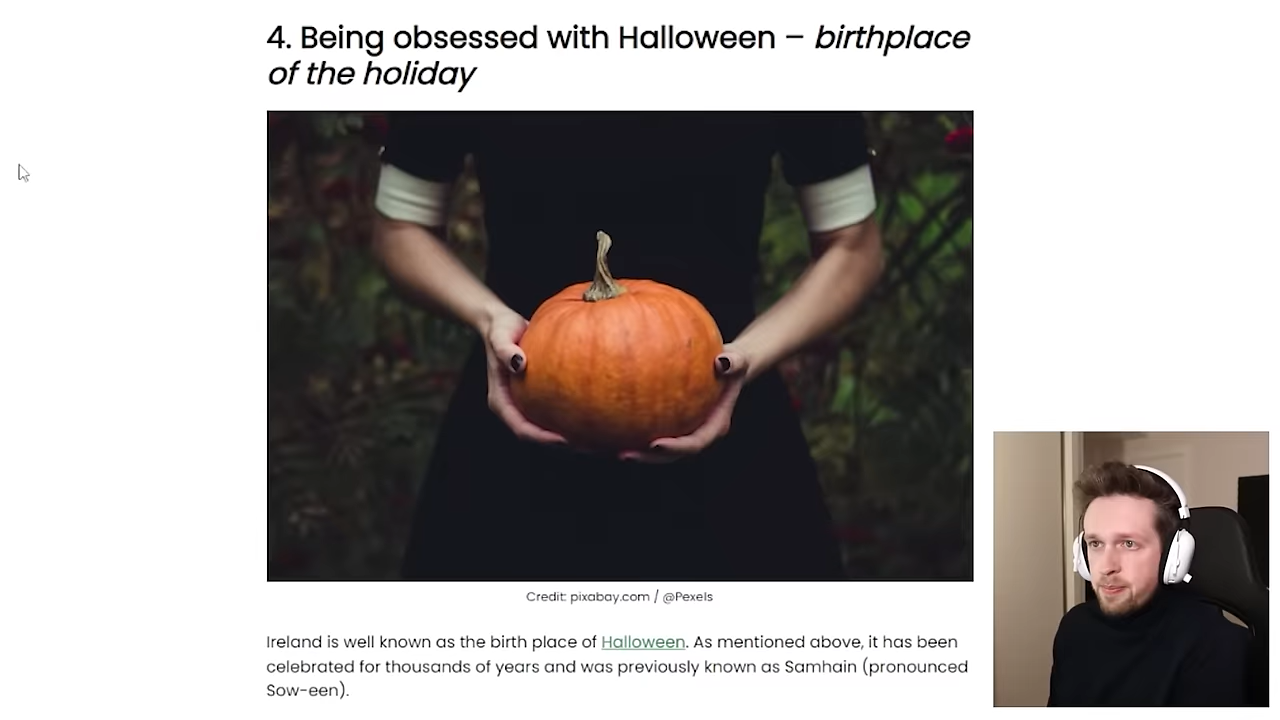 4. Being obsessed with Halloween – birthplace
of the holiday
Credit: pixabay.com / @Pexels
Ireland is well known as the birth place of Halloween. As mentioned above, it has been
celebrated for thousands of years and was previously known as Samhain (pronounced
Sow-een).